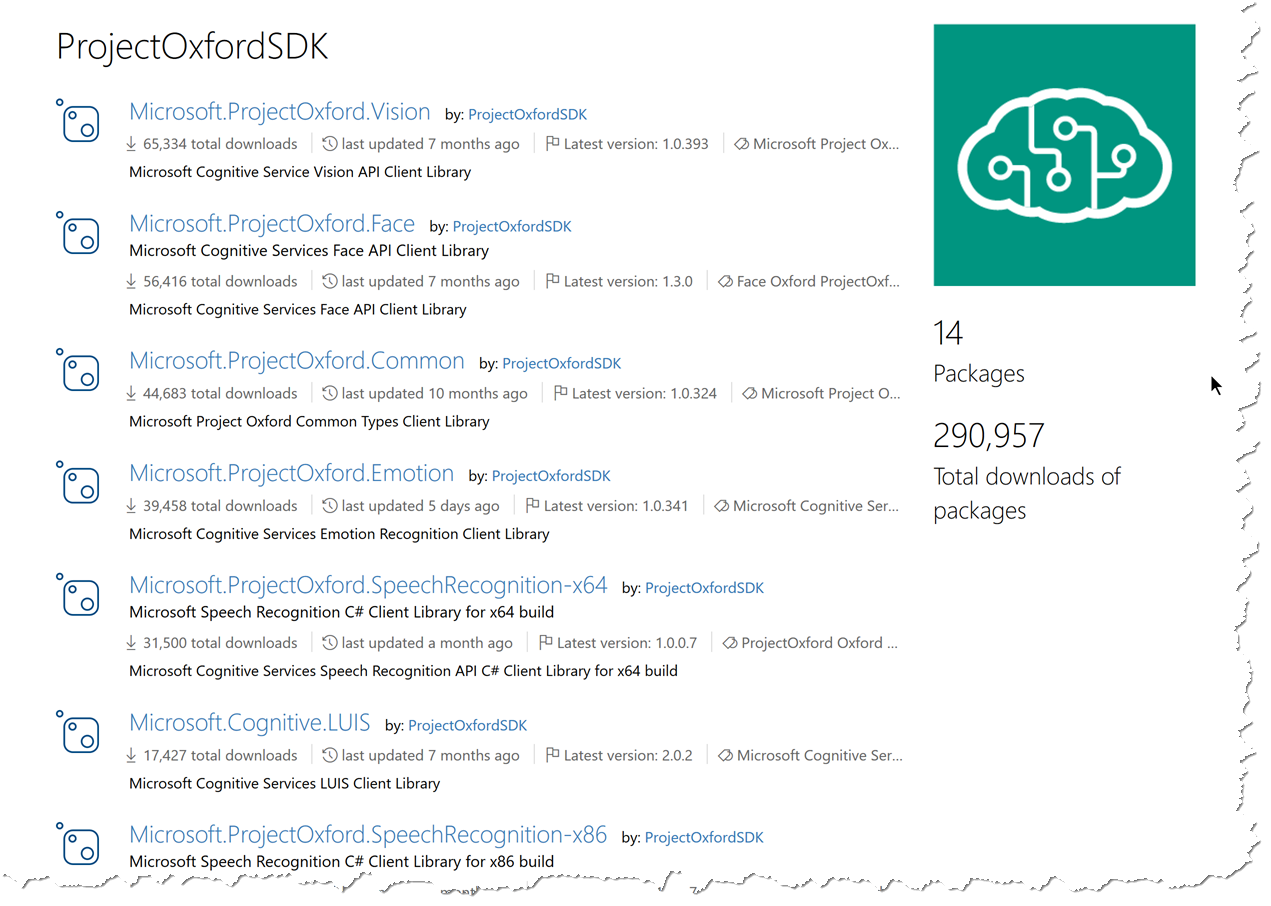 ProjectOxfordSDK
Microsoft.ProjectOxford.Vision by: ProjectOxfordSDK
65,334 total downloads last updated 7 months ago Latest version: 1.0.393 Microsoft Project Ox...
Microsoft Cognitive Service Vision API Client Library
Microsoft.ProjectOxford.Face by: ProjectOxfordSDK
Microsoft Cognitive Services Face API Client Library
56,416 total downloads last updated 7 months ago Latest version: 1.3.0 Face Oxford ProjectOxf...
Microsoft Cognitive Services Face API Client Library
Microsoft.ProjectOxford.Common by: ProjectOxfordSDK
44,683 total downloads last updated 10 months ago Latest version: 1.0.324 Microsoft Project O...
Microsoft Project Oxford Common Types Client Library
Microsoft.ProjectOxford.Emotion by: ProjectOxfordSDK
39,458 total downloads last updated 5 days ago Latest version: 1.0.341 Microsoft Cognitive Ser...
Microsoft Cognitive Services Emotion Recognition Client Library
Microsoft.ProjectOxford.SpeechRecognition-x64 by: ProjectOxfordSDK
Microsoft Speech Recognition C# Client Library for x64 build
31,500 total downloads last updated a month ago Latest version: 1.0.0.7 ProjectOxford Oxford ...
Microsoft Cognitive Services Speech Recognition API C# Client Library for x64 build
Microsoft.Cognitive.LUIS by: ProjectOxfordSDK
17,427 total downloads last updated 7 months ago Latest version: 2.0.2 Microsoft Cognitive Ser...
Microsoft Cognitive Services LUIS Client Library
Microsoft.ProjectOxford.SpeechRecognition-x86 by: ProjectOxfordSDK
Microsoft Speech Recognition C# Client Library for x86 build
14
Packages
290,957
Total downloads of
packages